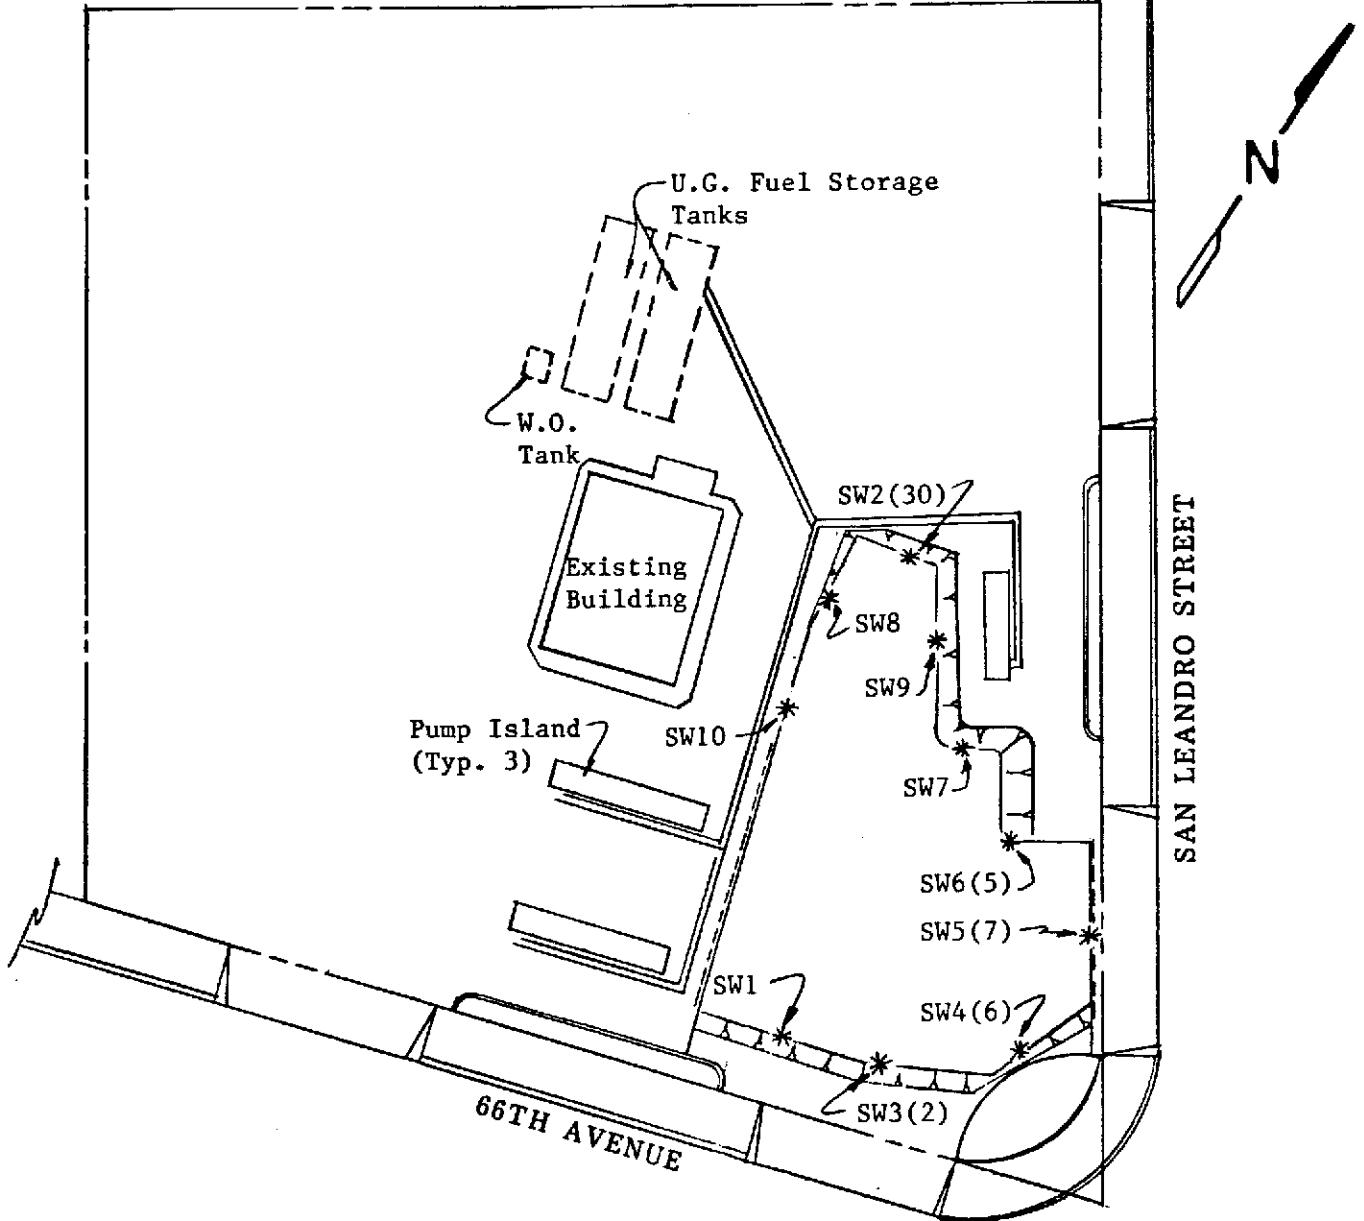 N
U.G. Fuel Storage
Tanks
W.O.
Tank
SW2(30)
Existing
Building
SW8
SW9
SAN LEANDRO STREET
Pump Island
(Typ. 3)
SW10
SW7
SW6(5)
SW5(7)
SW1
SW4(6)
SW3(2)
66TH AVENUE